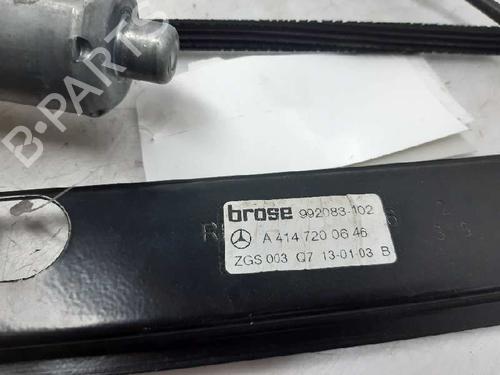 B-PARTS
brose 992083-102
A 414 720 06 46
ZGS 003 Q7 13-01-03 B